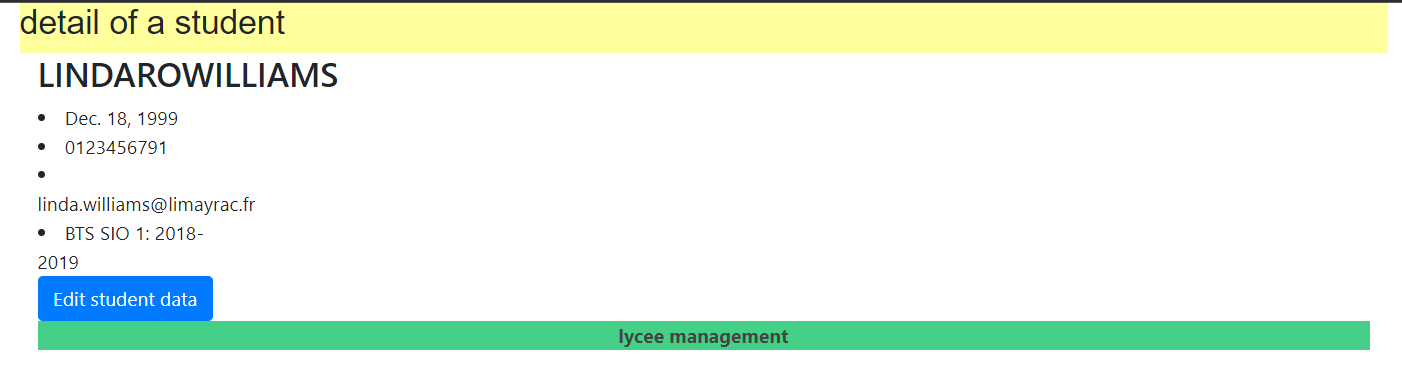 detail of a student
LINDAROWILLIAMS
Dec. 18, 1999
0123456791
linda.williams@limayrac.fr
BTS SIO 1: 2018-
2019
Edit student data
lycee management